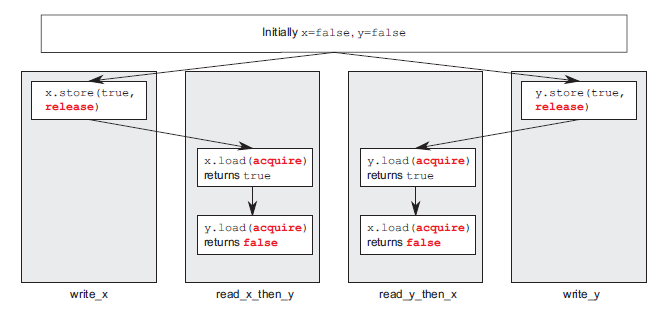 Initially x=false, y=false
x.store(true,
release)
y.store(true,
release)
x.load(acquire)
returns true
y.load(acquire)
returns true
y.load(acquire)
returns false
x.load(acquire)
returns false
write_x
read_x_then_y
read_y_then_x
write_y